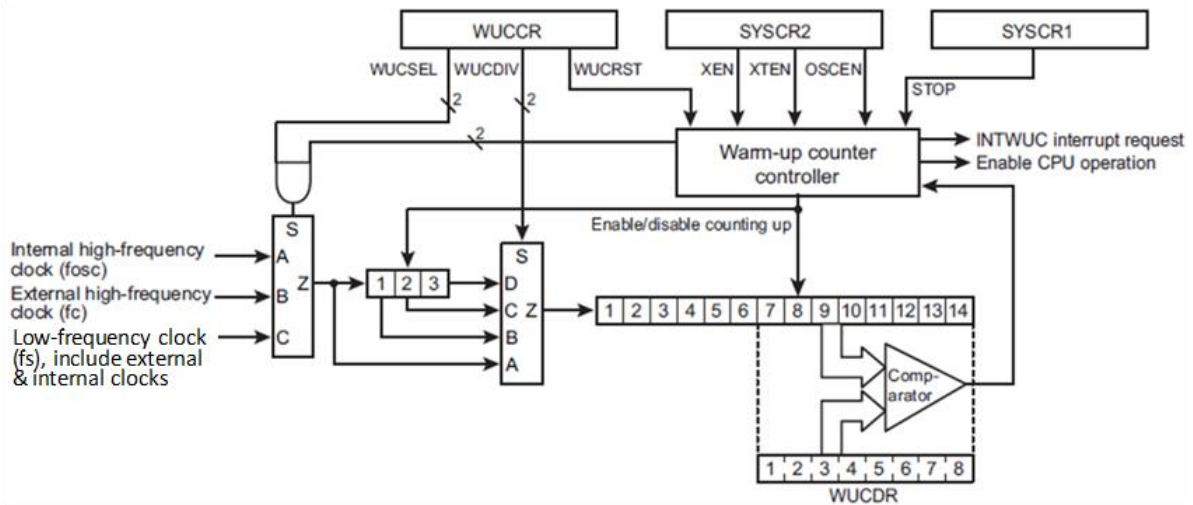 WUCCR
SYSCR2
SYSCR1
WUCSEL
WUCDIV
WUCRST
XEN
XTEN
OSCEN
STOP
2
2
2
Warm-up counter
controller
INTWUC interrupt request
Enable CPU operation
Enable/disable counting up
S
A
B
C
Z
Internal high-frequency
clock (fosc)
External high-frequency
clock (fc)
Low-frequency clock
(fs), include external
& internal clocks
1 2 3
S
D
C
B
A
Z
1 2 3 4 5 6 7 8 9 10 11 12 13 14
Comp-
arator
1 2 3 4 5 6 7 8
WUCDR